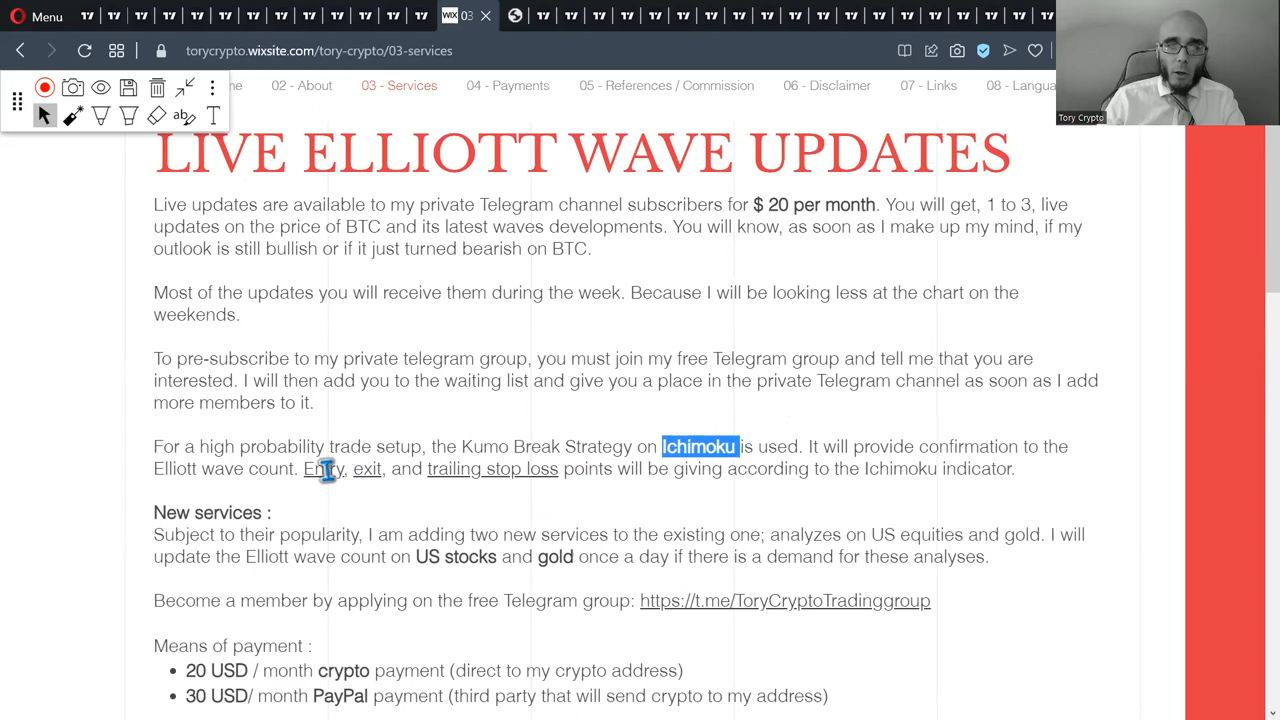 Menu
03
torycrypto.wixsite.com/tory-crypto/03-services
me 02 - About 03 - Services 04 - Payments 05 - References / Commission 06 - Disclaimer 07 - Links 08 - Langua
Tory Crypto
LIVE ELLIOTT WAVE UPDATES
Live updates are available to my private Telegram channel subscribers for $ 20 per month. You will get, 1 to 3, live
updates on the price of BTC and its latest waves developments. You will know, as soon as I make up my mind, if my
outlook is still bullish or if it just turned bearish on BTC.
Most of the updates you will receive them during the week. Because I will be looking less at the chart on the
weekends.
To pre-subscribe to my private telegram group, you must join my free Telegram group and tell me that you are
interested. I will then add you to the waiting list and give you a place in the private Telegram channel as soon as I add
more members to it.
For a high probability trade setup, the Kumo Break Strategy on Ichimoku is used. It will provide confirmation to the
Elliott wave count. Entry, exit, and trailing stop loss points will be giving according to the Ichimoku indicator.
New services :
Subject to their popularity, I am adding two new services to the existing one; analyzes on US equities and gold. I will
update the Elliott wave count on US stocks and gold once a day if there is a demand for these analyses.
Become a member by applying on the free Telegram group: https://t.me/ToryCryptoTradinggroup
Means of payment :
• 20 USD / month crypto payment (direct to my crypto address)
• 30 USD/ month PayPal payment (third party that will send crypto to my address)